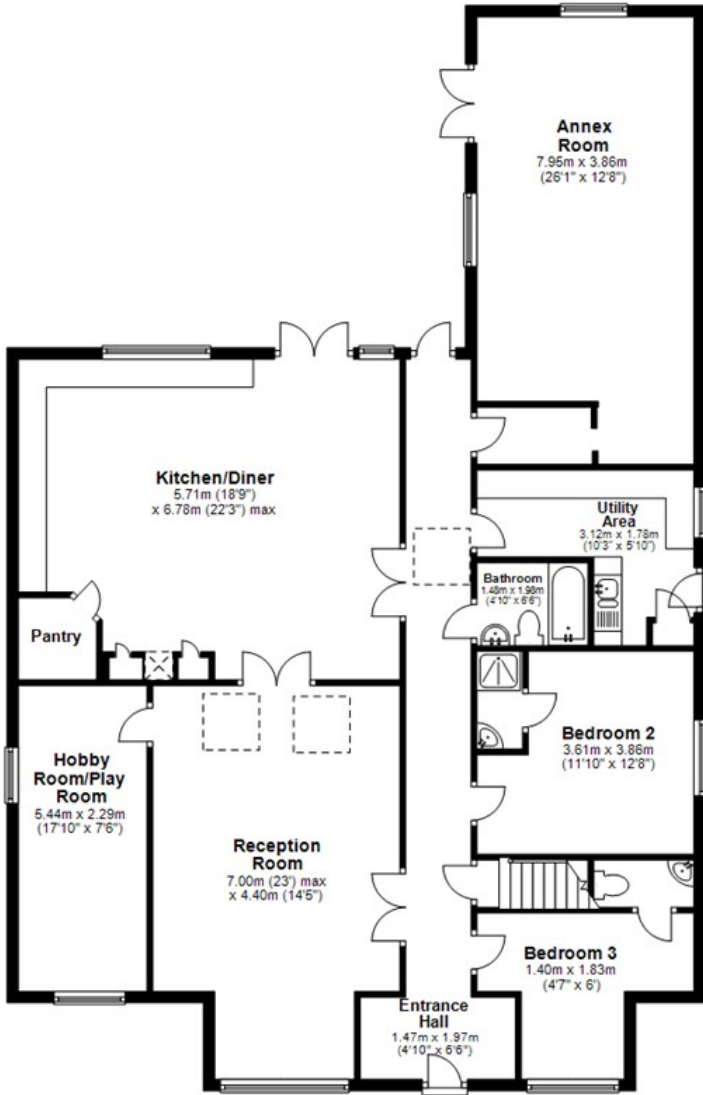 Annex
Room
7.95m x 3.86m
(26'1" x 12'8")
Kitchen/Diner
5.71m (18'9")
x 6.78m (22'3") max
Utility
Area
3.12m x 1.78m
(10'3" x 5'10")
Bathroom
1.48m x 1.98m
(4'10" x 6'6")
Pantry
Bedroom 2
3.61m x 3.86m
(11'10" x 12'8")
Hobby
Room/Play
Room
5.44m x 2.29m
(17'10" x 7'6")
Reception
Room
7.00m (23') max
x 4.40m (14'5")
Bedroom 3
1.40m x 1.83m
(4'7" x 6')
Entrance
Hall
1.47m x 1.97m
(4'10" x 6'6")